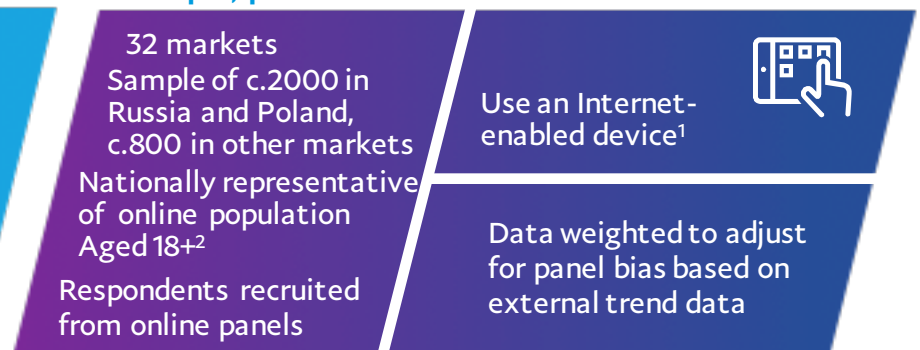 32 markets
Sample of c.2000 in
Russia and Poland,
c.800 in other markets
Nationally representative
of online population
Aged 18+²
Respondents recruited
from online panels
Use an Internet-
enabled device¹
Data weighted to adjust
for panel bias based on
external trend data